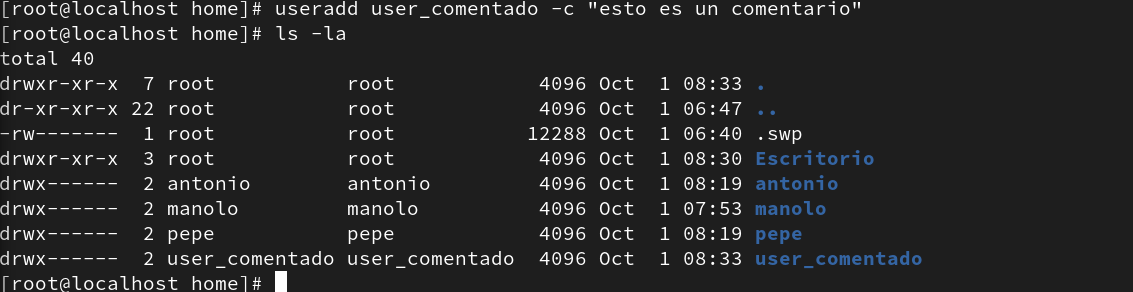 [root@localhost home]# useradd user_comentado -c "esto es un comentario"
[root@localhost home]# ls -la
total 40
drwxr-xr-x  7 root           root            4096 Oct  1 08:33 .
dr-xr-xr-x 22 root           root            4096 Oct  1 06:47 ..
-rw-------  1 root           root           12288 Oct  1 06:40 .swp
drwxr-xr-x  3 root           root            4096 Oct  1 08:30 Escritorio
drwx------  2 antonio        antonio         4096 Oct  1 08:19 antonio
drwx------  2 manolo         manolo          4096 Oct  1 07:53 manolo
drwx------  2 pepe           pepe            4096 Oct  1 08:19 pepe
drwx------  2 user_comentado user_comentado  4096 Oct  1 08:33 user_comentado
[root@localhost home]#